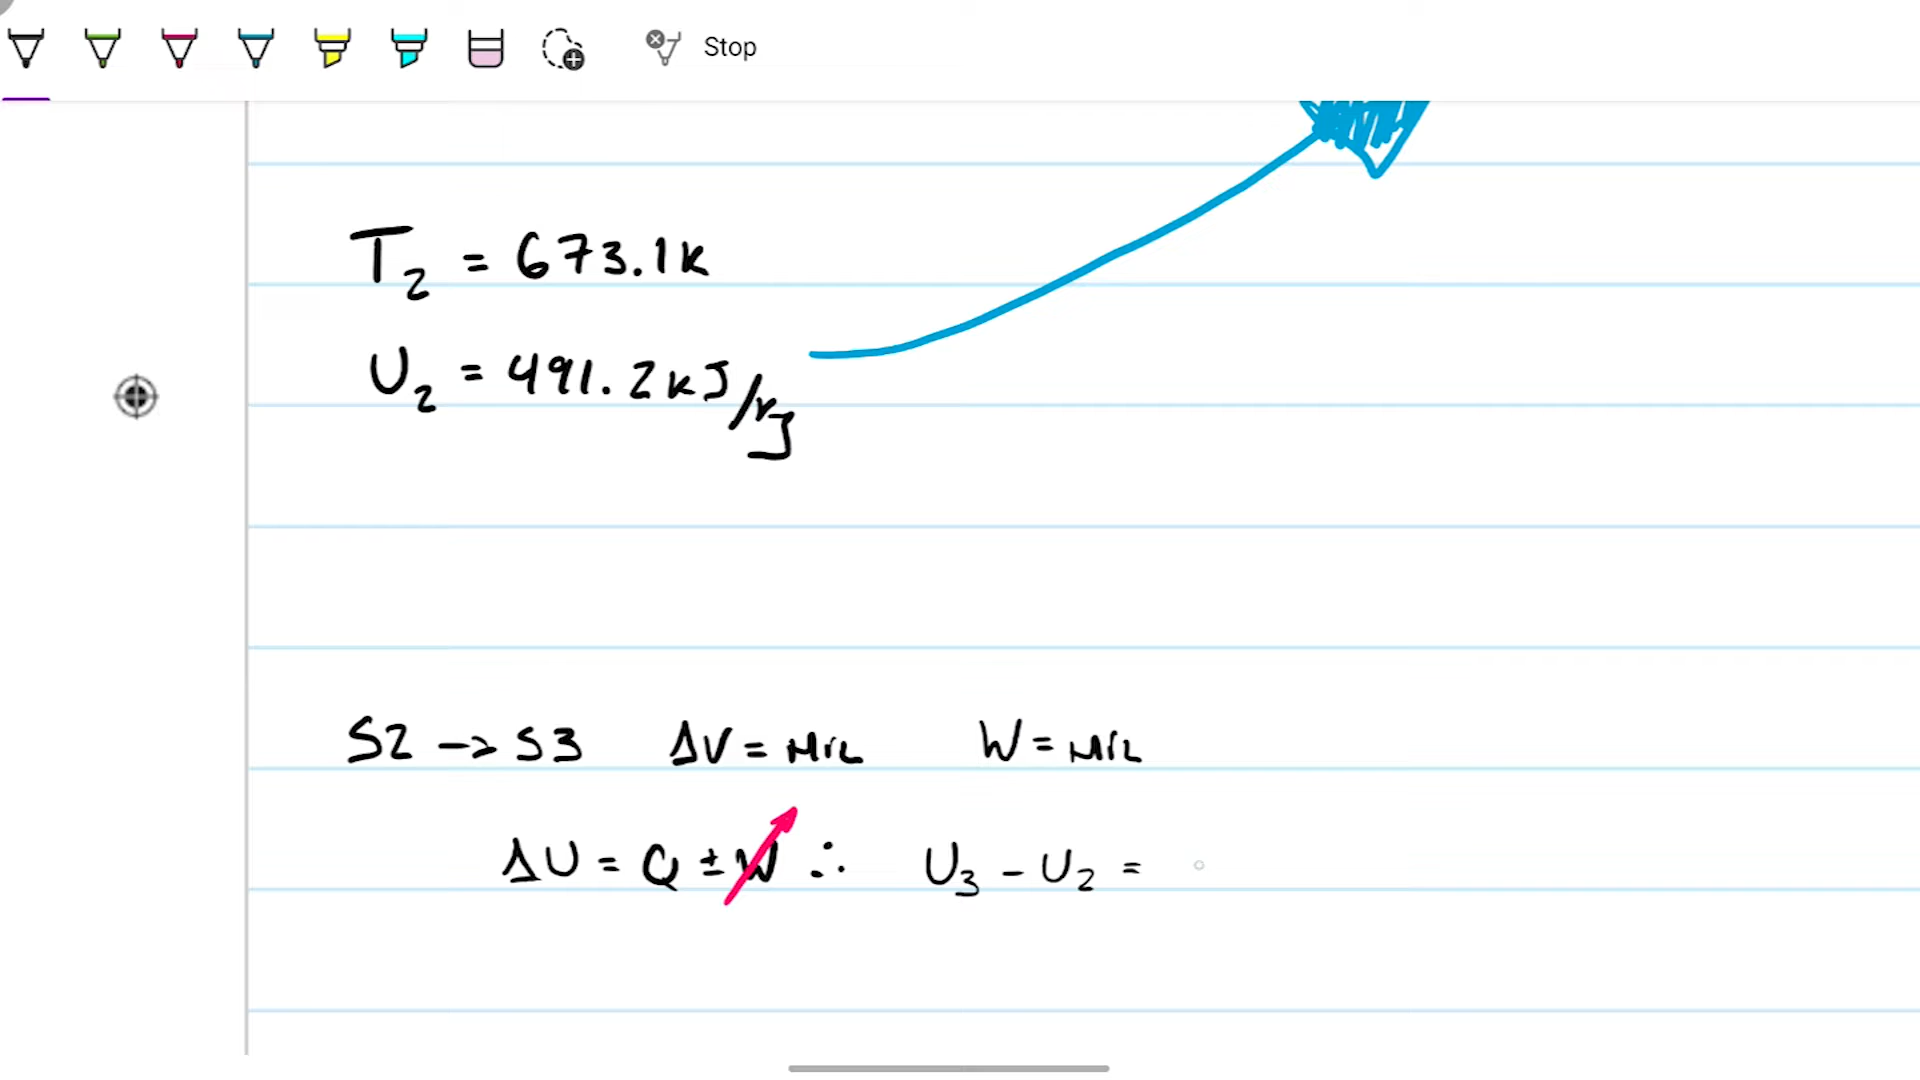 Stop
T₂ = 673.1K
U₂ = 491.2kJ/kg
S2 → S3 ΔV = NIL W = NIL
ΔU = Q ± W ∴ U₃ - U₂ =